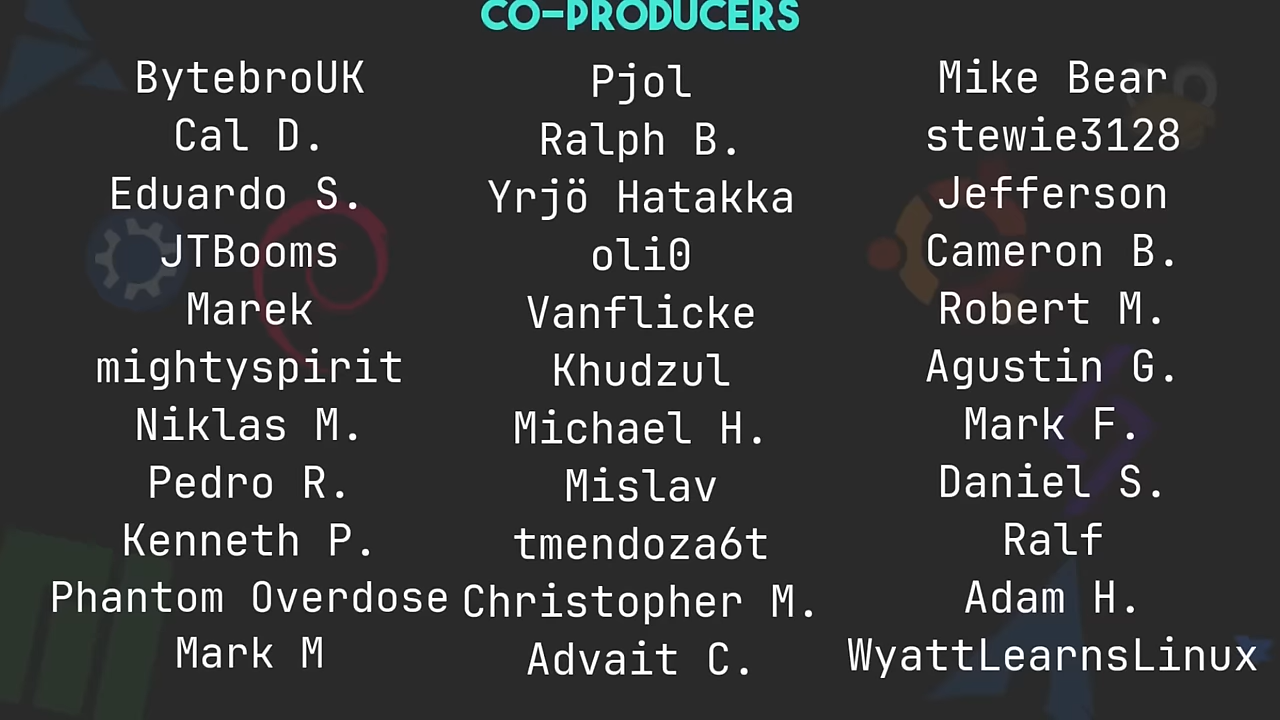 CO-PRODUCERS
BytebroUK
Cal D.
Eduardo S.
JTBooms
Marek
mightyspirit
Niklas M.
Pedro R.
Kenneth P.
Phantom Overdose
Mark M
Pjol
Ralph B.
Yrjö Hatakka
oli0
Vanflicke
Khudzul
Michael H.
Mislav
tmendoza6t
Christopher M.
Advait C.
Mike Bear
stewie3128
Jefferson
Cameron B.
Robert M.
Agustin G.
Mark F.
Daniel S.
Ralf
Adam H.
WyattLearnsLinux